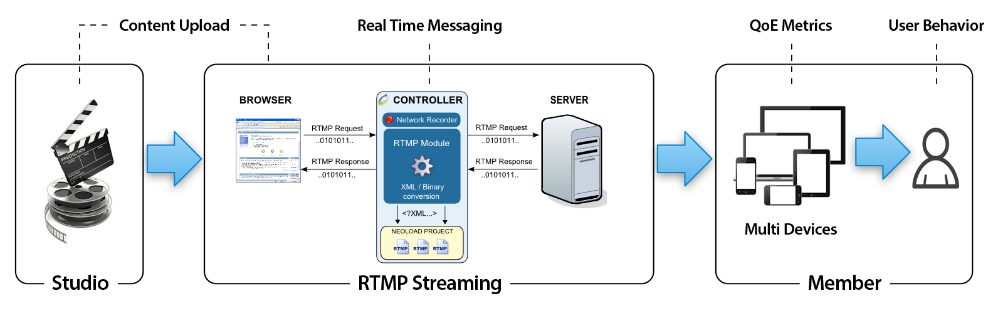 Content Upload
Real Time Messaging
QoE Metrics
User Behavior
BROWSER
CONTROLLER
SERVER
Network Recorder
RTMP Request
..0101011..
RTMP Response
..0101011..
RTMP Module
XML / Binary
conversion
RTMP Request
..0101011..
RTMP Response
..0101011..
<?XML...>
NEOLOAD PROJECT
RTMP
RTMP
RTMP
Multi Devices
Studio
RTMP Streaming
Member